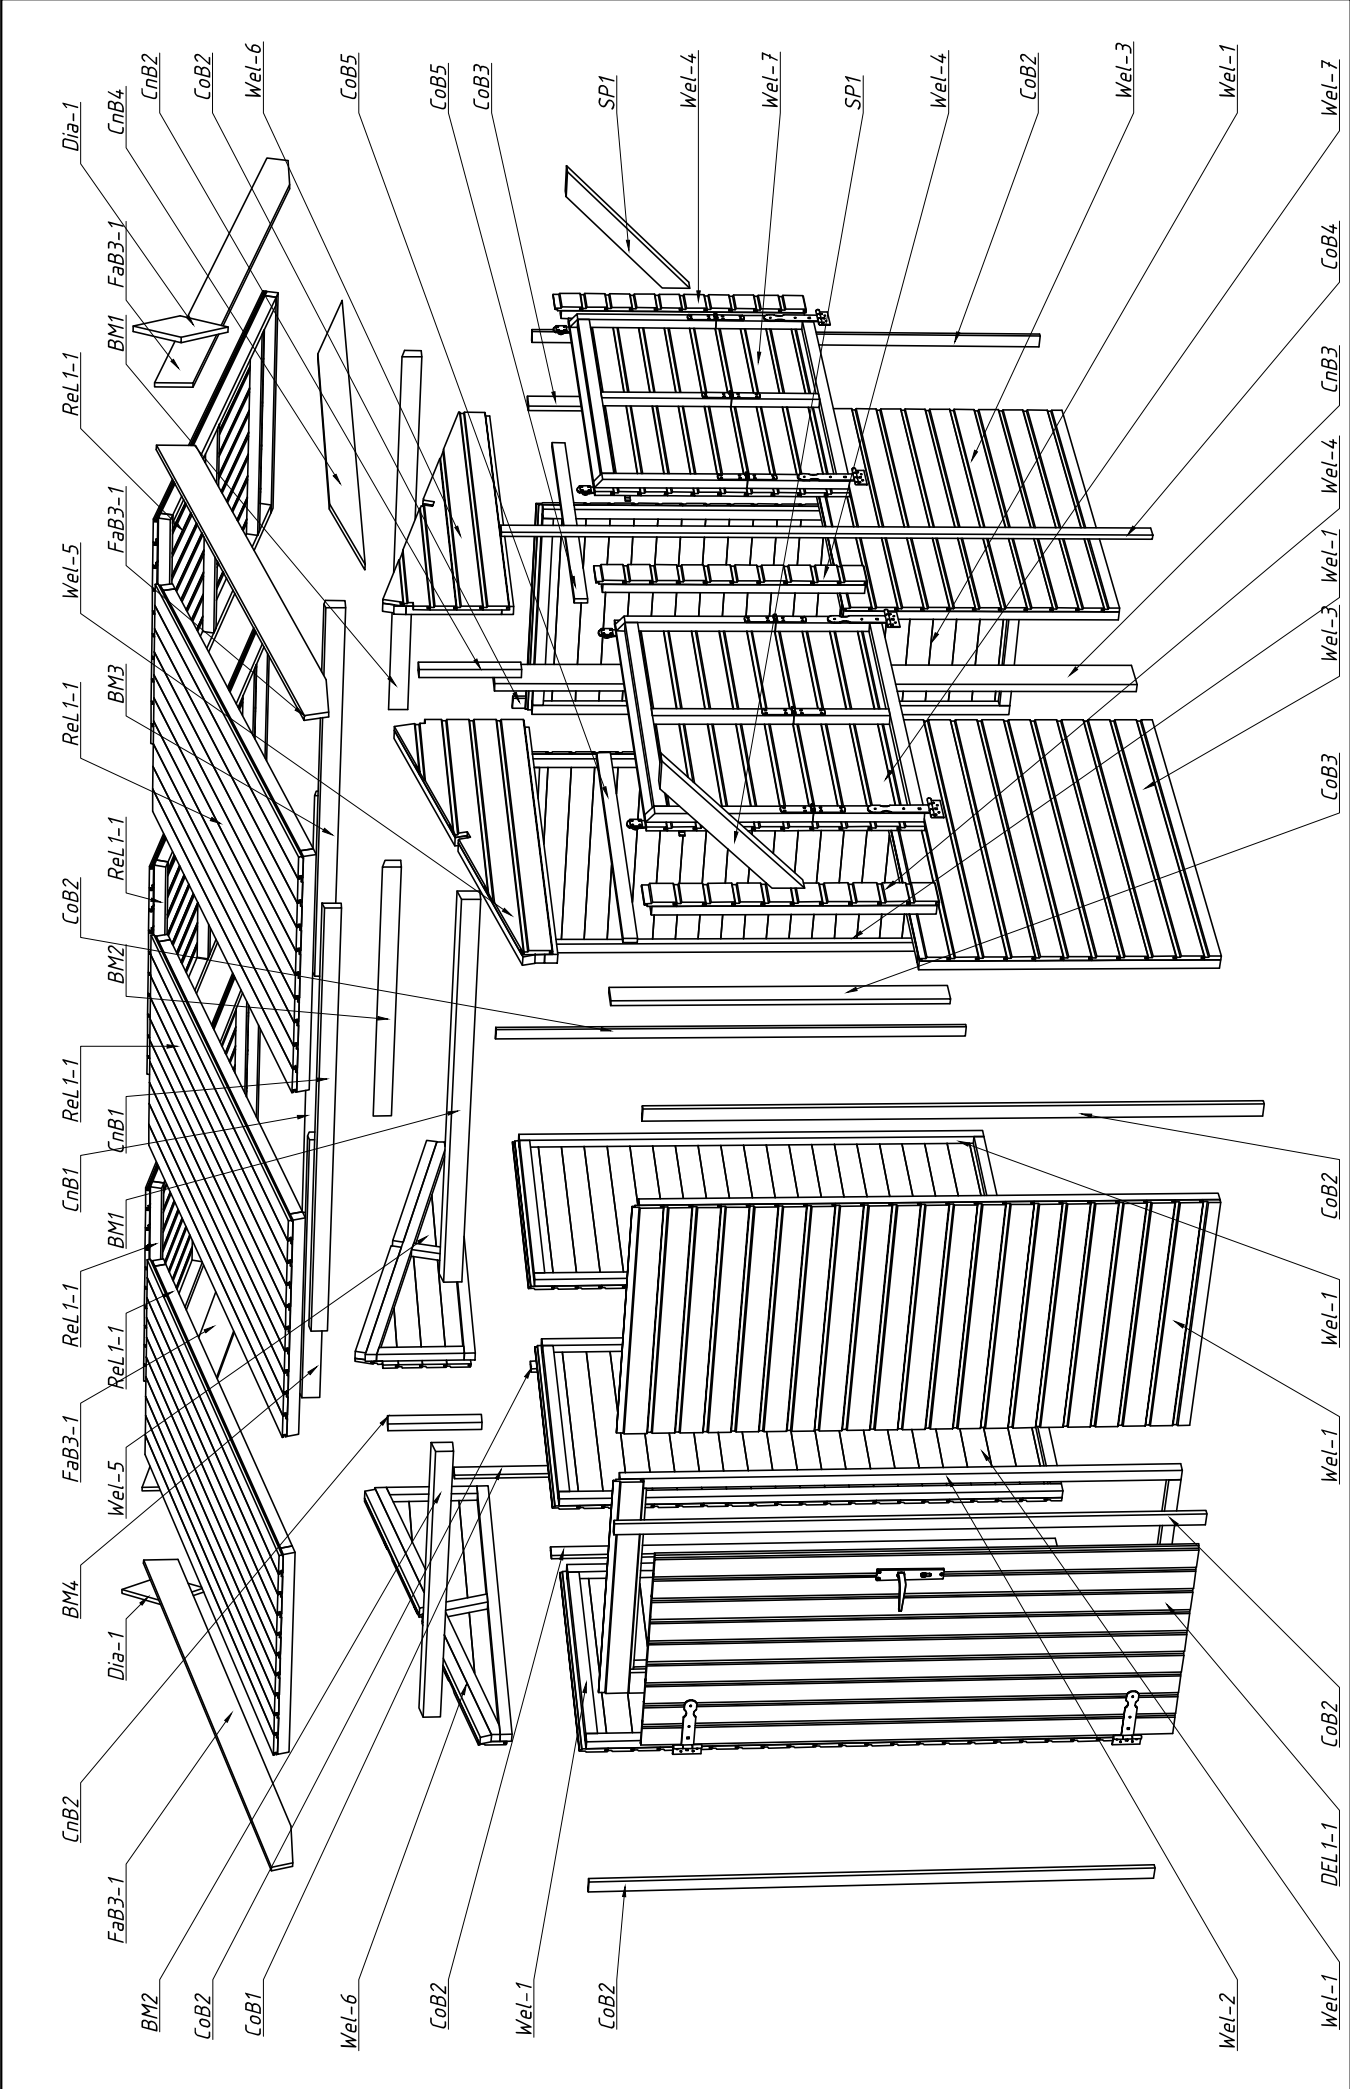 CnB2
BM4
FaB3-1
ReL1-1
CnB1
ReL1-1
CoB2
ReL1-1
Wel-5
ReL1-1
Dia-1
FaB3-1
Dia-1
Wel-5
ReL1-1
BM1
CnB1
BM2
ReL1-1
BM3
FaB3-1
BM1
FaB3-1
CnB4
BM2
CnB2
CoB2
CoB2
CoB1
Wel-6
Wel-6
CoB5
CoB2
CoB5
CoB3
Wel-1
CoB2
SP1
Wel-4
Wel-7
SP1
Wel-4
CoB2
Wel-3
Wel-2
Wel-1
Wel-1
DEL1-1
CoB2
Wel-1
Wel-1
CoB2
CoB3
Wel-3
Wel-1
Wel-4
CnB3
CoB4
Wel-7